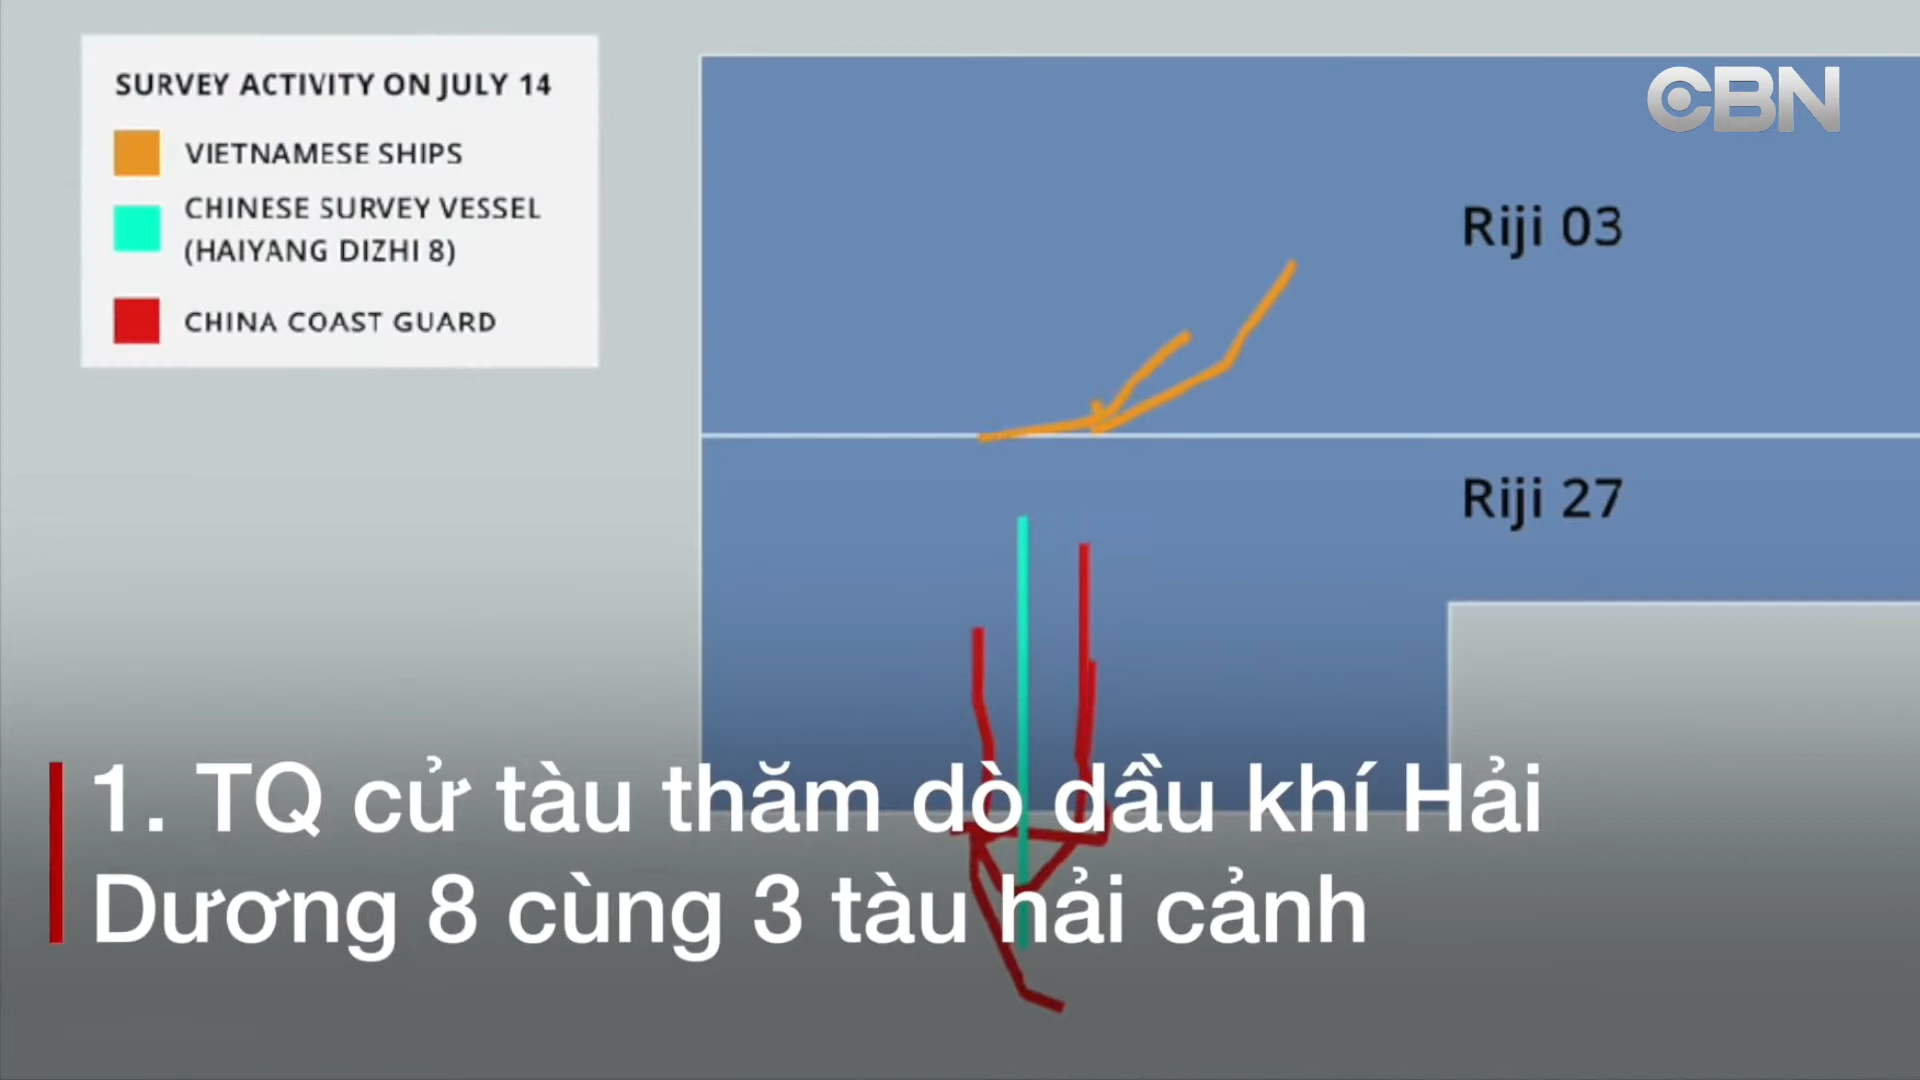 SURVEY ACTIVITY ON JULY 14
VIETNAMESE SHIPS
CHINESE SURVEY VESSEL
(HAIYANG DIZHI 8)
CHINA COAST GUARD
CBN
Riji 03
Riji 27
1. TQ cử tàu thăm dò dầu khí Hải
Dương 8 cùng 3 tàu hải cảnh